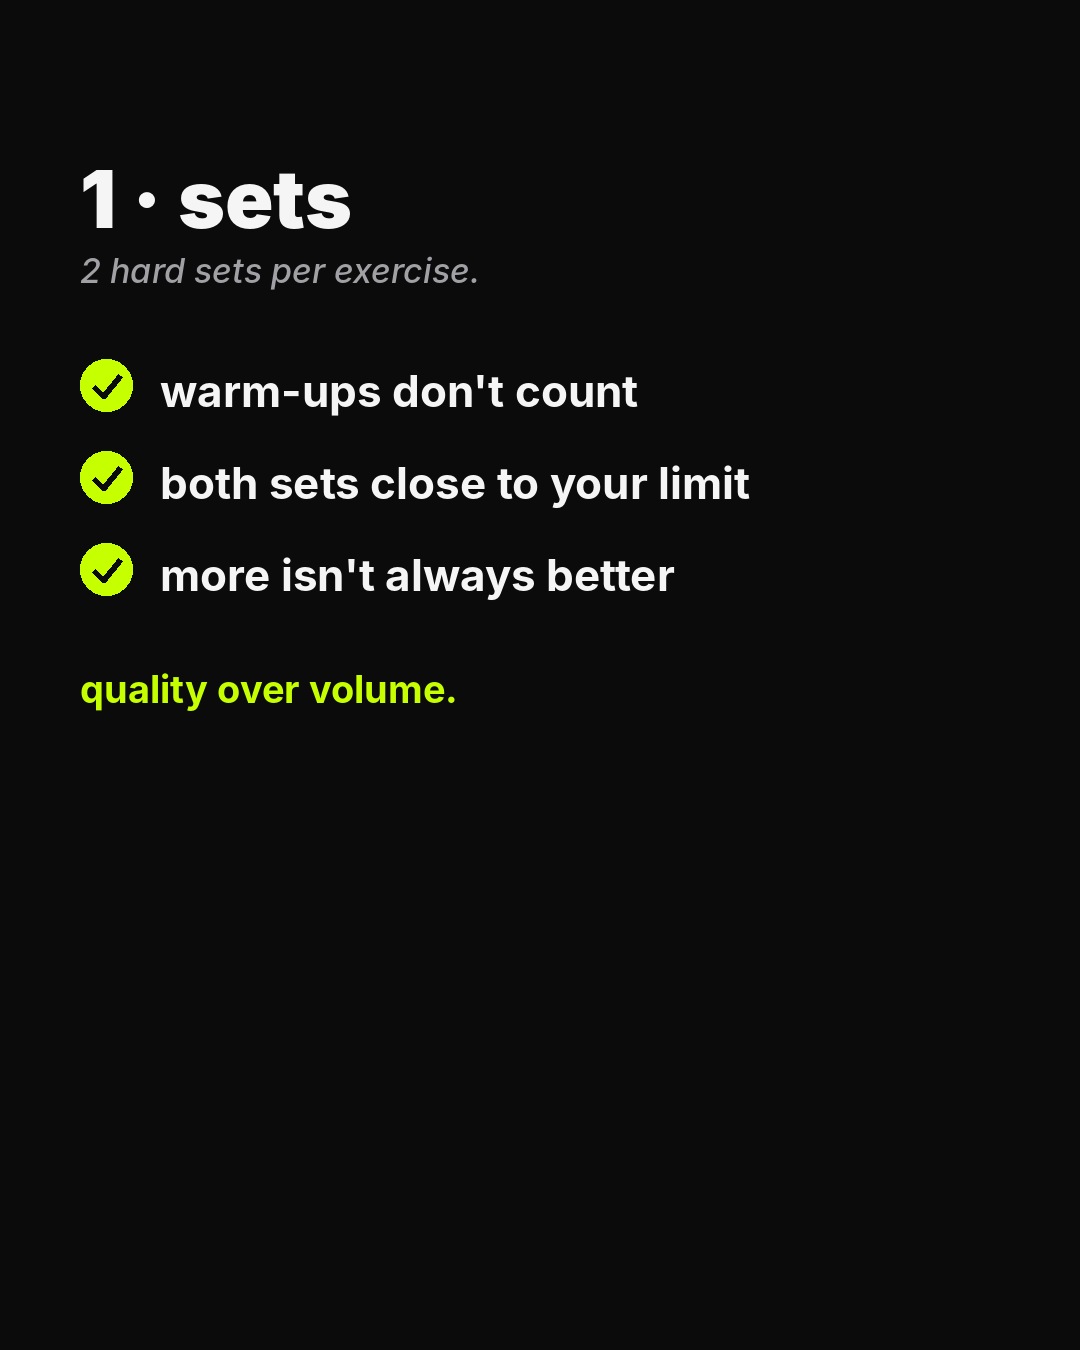 1 · sets
2 hard sets per exercise.
warm-ups don't count
both sets close to your limit
more isn't always better
quality over volume.